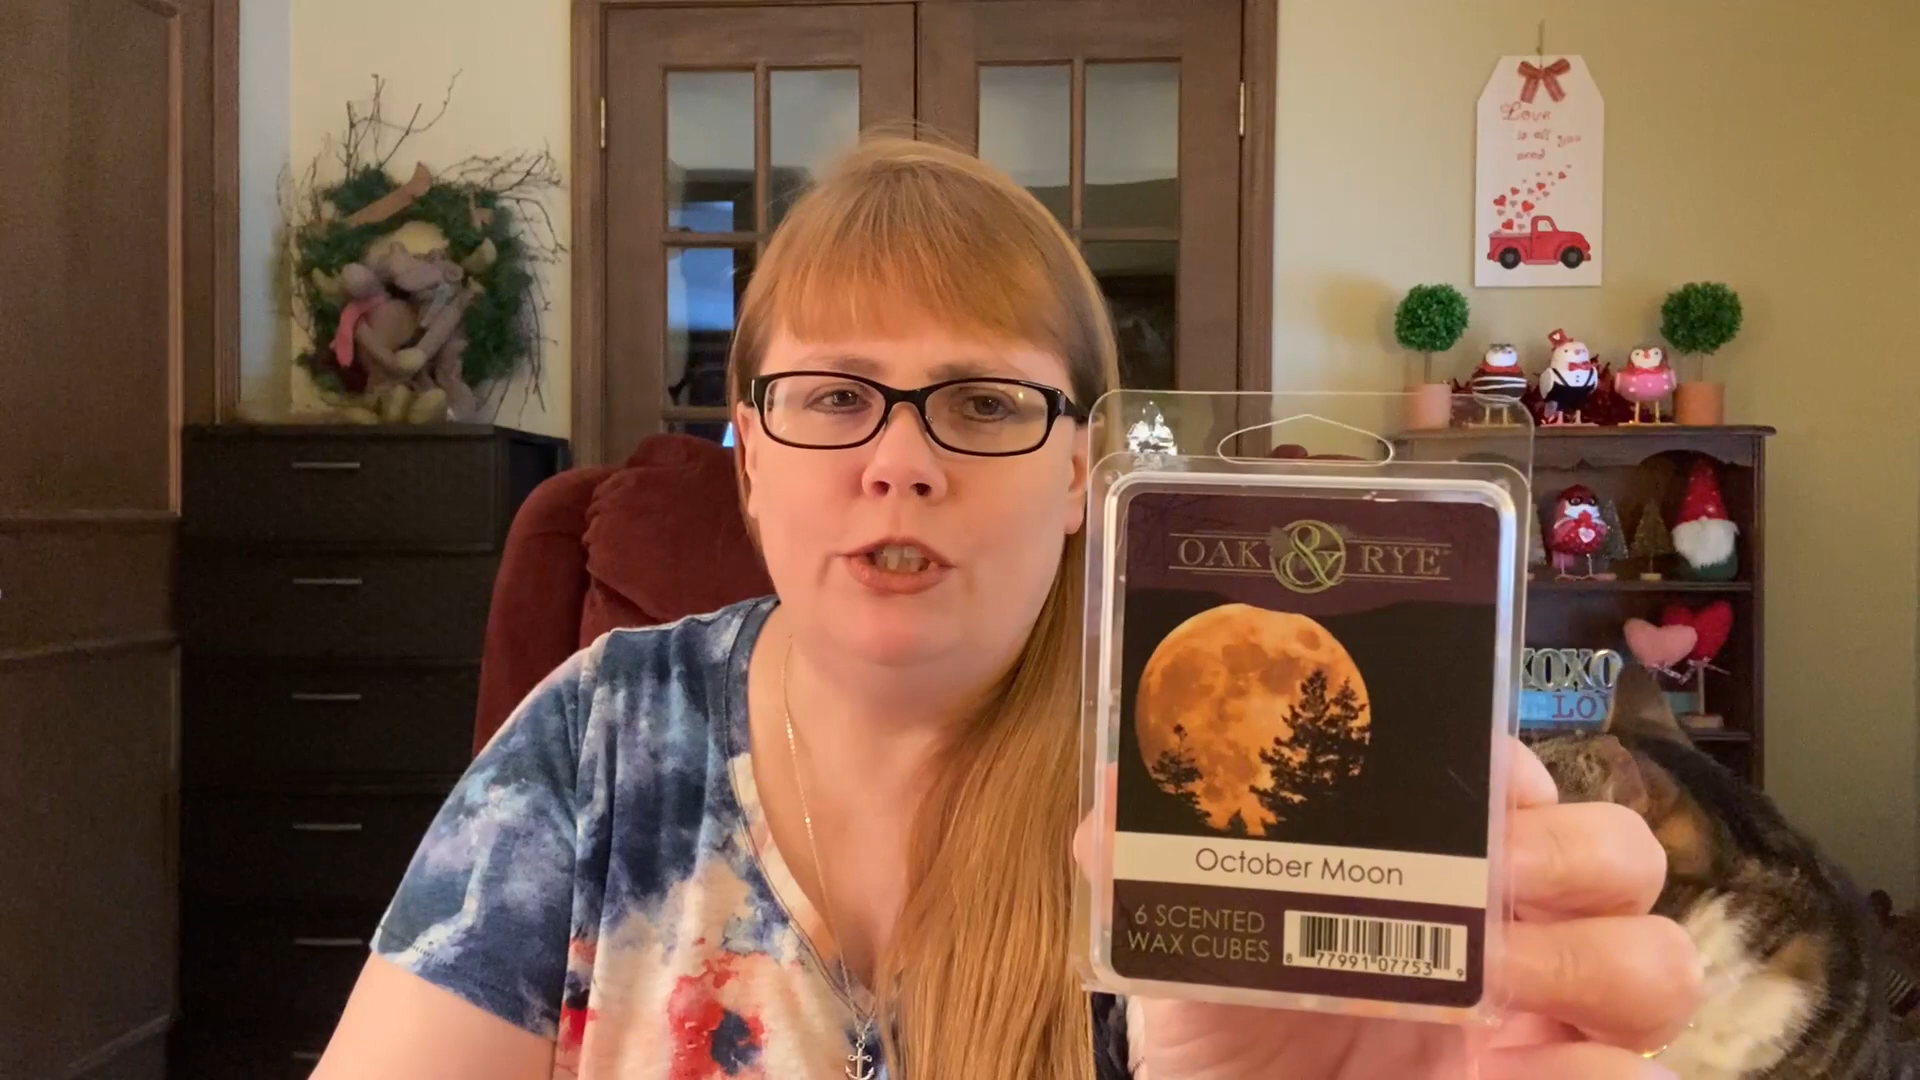 Love
is all you
need
OAK & RYE
October Moon
6 SCENTED
WAX CUBES
8 77991 07753 9
XOXO